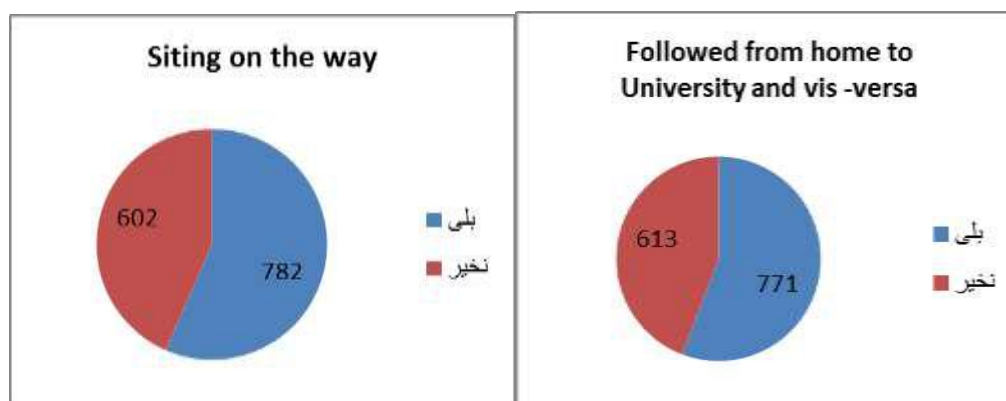 Siting on the way
602
782
بلی
نخیر
Followed from home to
University and vis -versa
613
771
بلی
نخیر